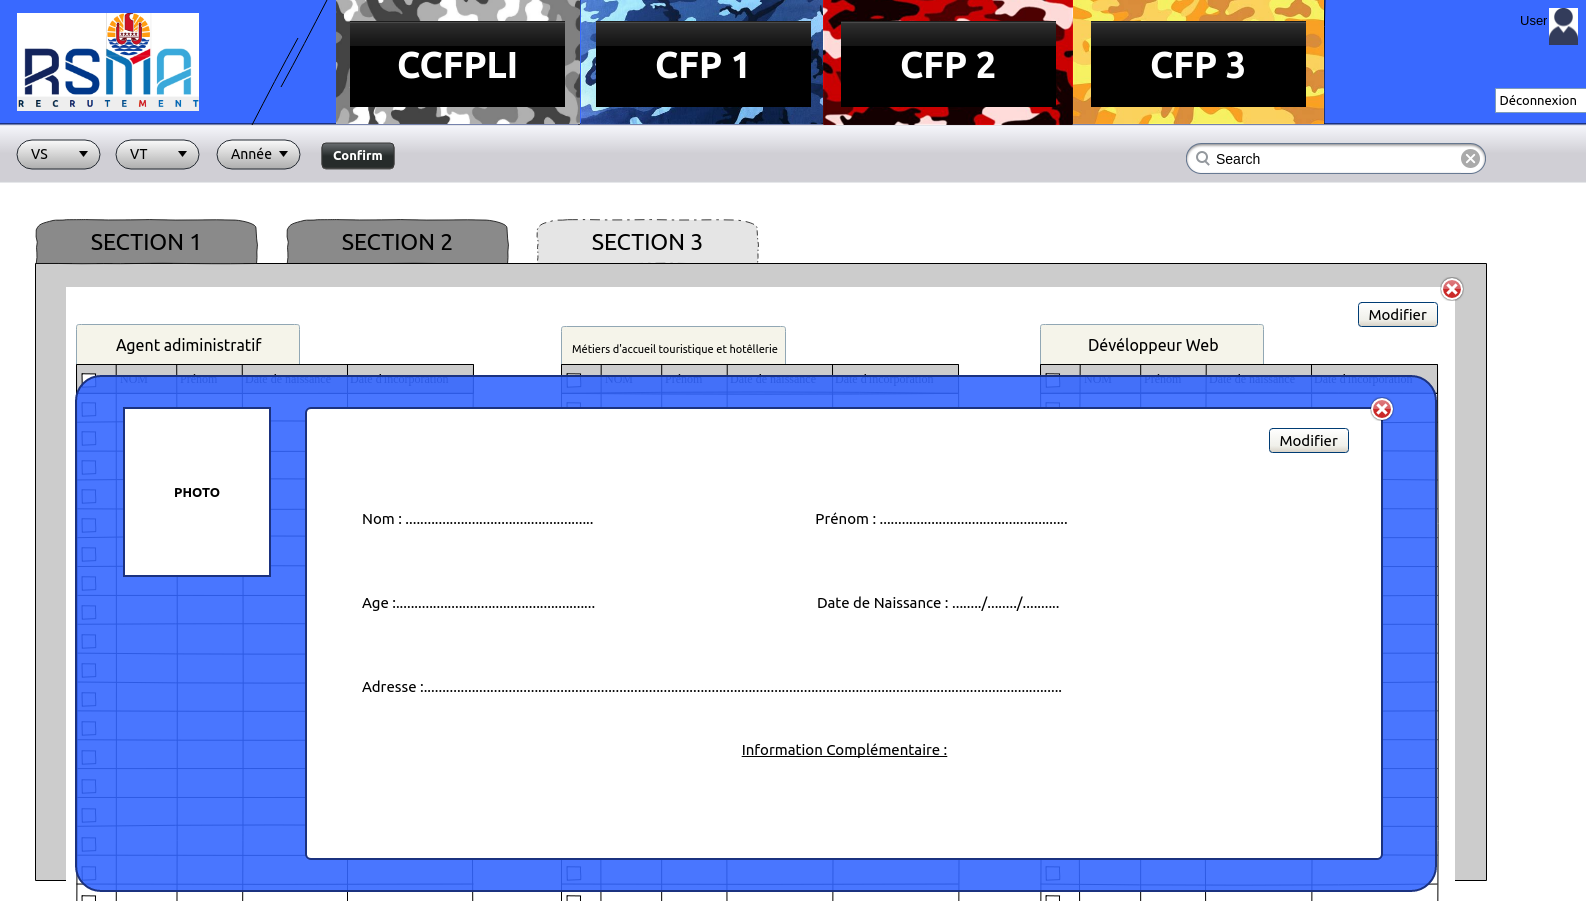 RSMA
RECRUTEMENT
CCFPLI
CFP 1
CFP 2
CFP 3
User
Déconnexion
VS
VT
Année
Confirm
Search
SECTION 1
SECTION 2
SECTION 3
Modifier
Agent adiministratif
Métiers d'accueil touristique et hotêllerie
Dévéloppeur Web
NOM Prénom Date de naissance Date d'incorporation
NOM Prénom Date de naissance Date d'incorporation
NOM Prénom Date de naissance Date d'incorporation
Modifier
PHOTO
Nom : ...................................................
Prénom : ...................................................
Age :......................................................
Date de Naissance : ......../......../..........
Adresse :.............................................................................................................................................................................
Information Complémentaire :